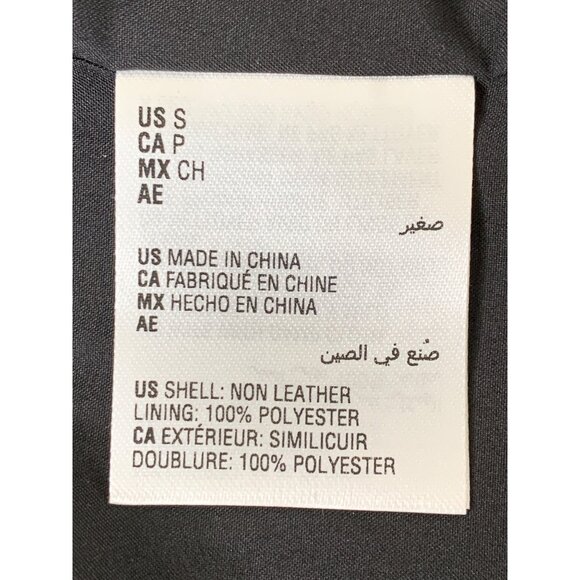 US S
CA P
MX CH
AE
صغير
US MADE IN CHINA
CA FABRIQUÉ EN CHINE
MX HECHO EN CHINA
AE
صُنع في الصين
US SHELL: NON LEATHER
LINING: 100% POLYESTER
CA EXTÉRIEUR: SIMILICUIR
DOUBLURE: 100% POLYESTER